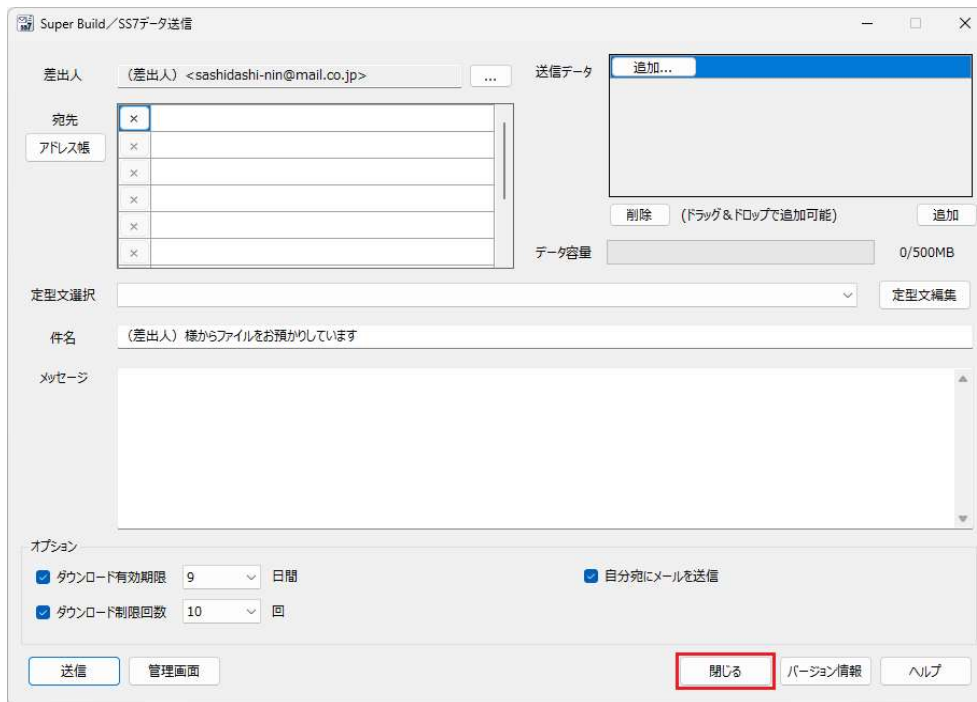 Super Build／SS7データ送信
差出人 （差出人）<sashidashi-nin@mail.co.jp> ...
送信データ 追加...
宛先
アドレス帳
×
×
×
×
×
×
削除 (ドラッグ＆ドロップで追加可能) 追加
データ容量 0/500MB
定型文選択 定型文編集
件名 （差出人）様からファイルをお預かりしています
メッセージ
オプション
ダウンロード有効期限 9 日間 自分宛にメールを送信
ダウンロード制限回数 10 回
送信 管理画面 閉じる バージョン情報 ヘルプ